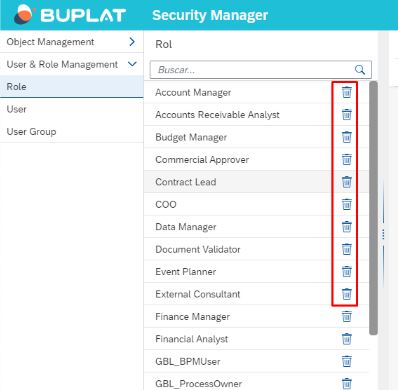 BUPLAT
Security Manager
Object Management
User & Role Management
Role
User
User Group
Rol
Buscar...
Account Manager
Accounts Receivable Analyst
Budget Manager
Commercial Approver
Contract Lead
COO
Data Manager
Document Validator
Event Planner
External Consultant
Finance Manager
Financial Analyst
GBL_BPMUser
GBL_ProcessOwner